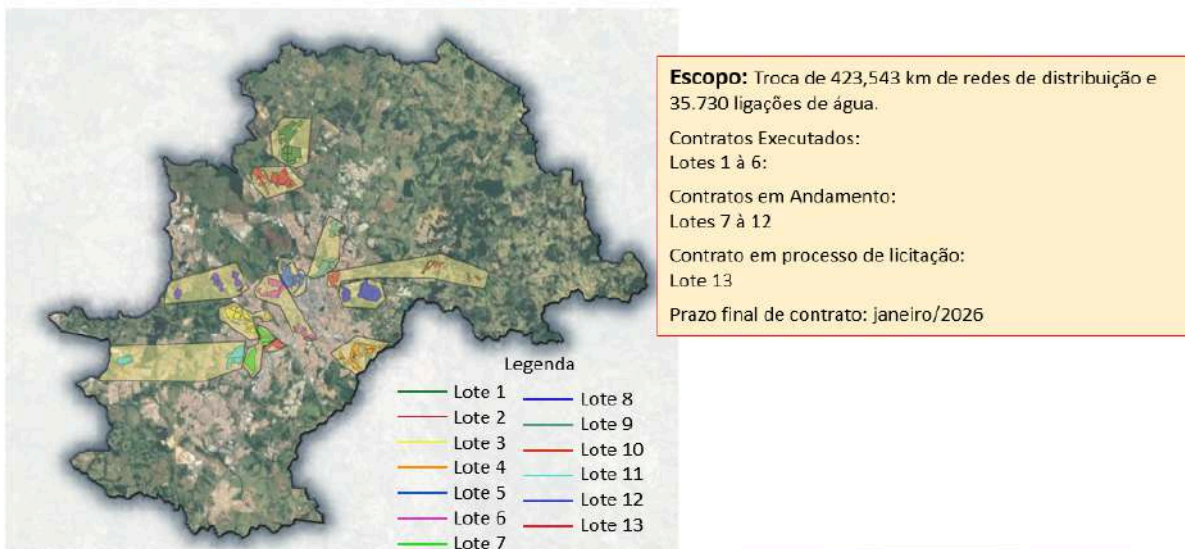 Escopo: Troca de 423,543 km de redes de distribuição e
35.730 ligações de água.
Contratos Executados:
Lotes 1 à 6:
Contratos em Andamento:
Lotes 7 à 12
Contrato em processo de licitação:
Lote 13
Prazo final de contrato: janeiro/2026
Legenda
Lote 1
Lote 2
Lote 3
Lote 4
Lote 5
Lote 6
Lote 7
Lote 8
Lote 9
Lote 10
Lote 11
Lote 12
Lote 13